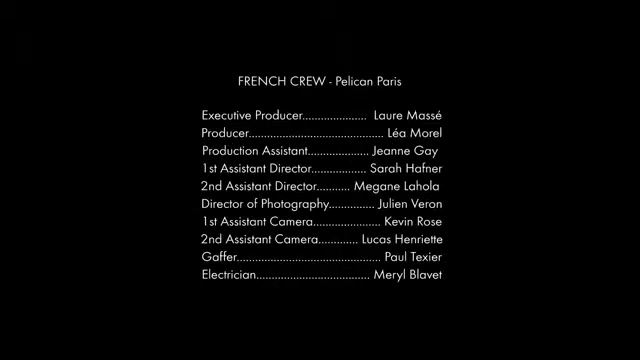 FRENCH CREW - Pelican Paris
Executive Producer..................... Laure Massé
Producer............................................ Léa Morel
Production Assistant.................... Jeanne Gay
1st Assistant Director.................. Sarah Hafner
2nd Assistant Director........... Megane Lahola
Director of Photography............... Julien Veron
1st Assistant Camera...................... Kevin Rose
2nd Assistant Camera............. Lucas Henriette
Gaffer............................................... Paul Texier
Electrician..................................... Meryl Blavet